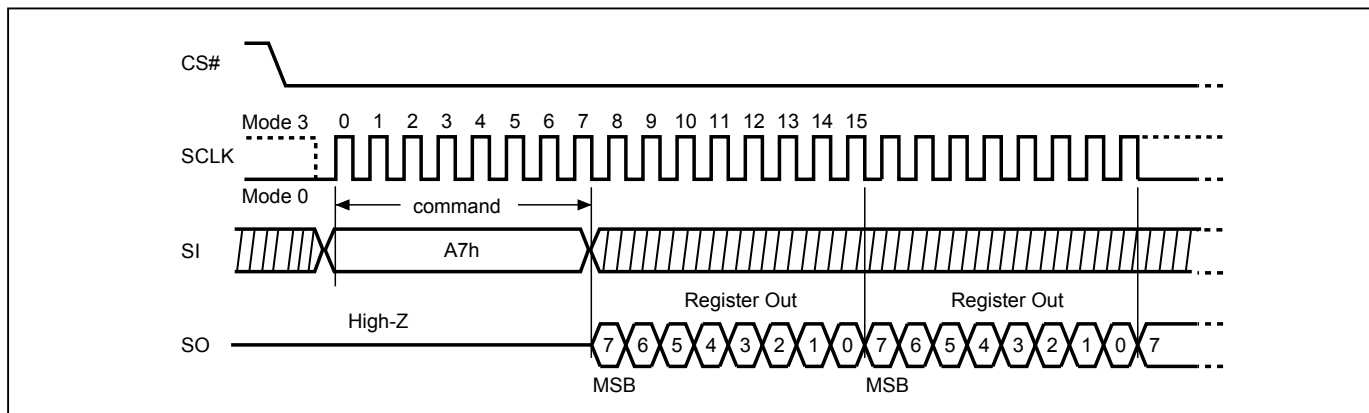 CS#
Mode 3 0 1 2 3 4 5 6 7 8 9 10 11 12 13 14 15
SCLK
Mode 0
command
SI A7h
Register Out Register Out
High-Z
SO 7 6 5 4 3 2 1 0 7 6 5 4 3 2 1 0 7
MSB MSB